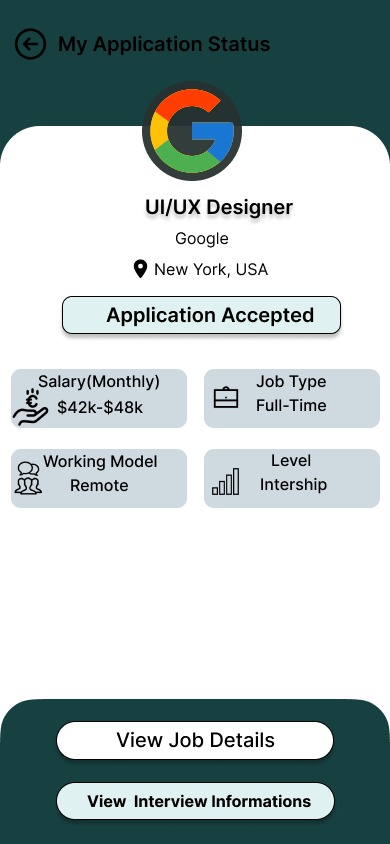 My Application Status
UI/UX Designer
Google
New York, USA
Application Accepted
Salary(Monthly)
$42k-$48k
Job Type
Full-Time
Working Model
Remote
Level
Intership
View Job Details
View Interview Informations